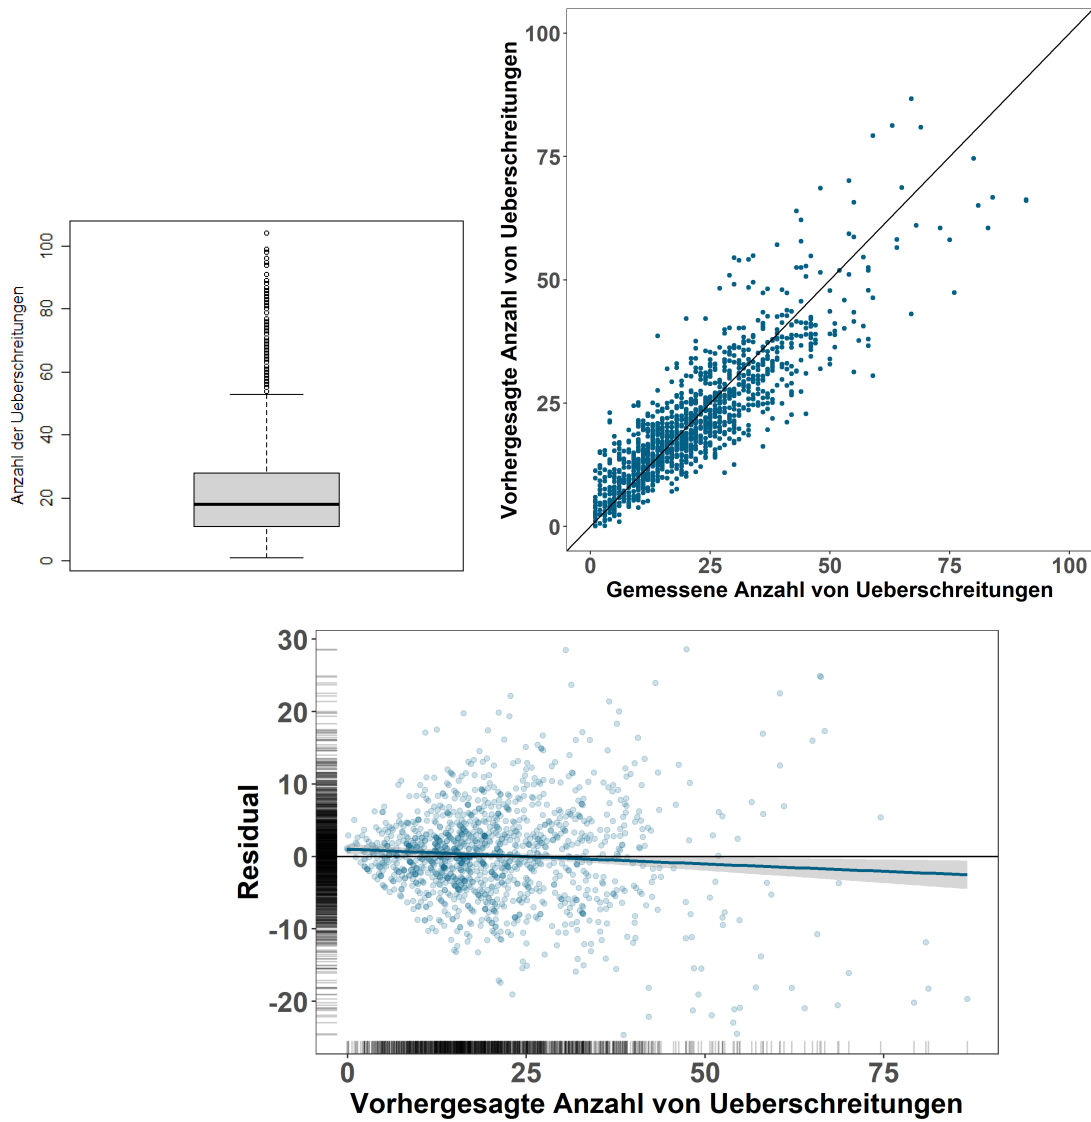 Anzahl der Ueberschreitungen
0
20
40
60
80
100
Vorhergesagte Anzahl von Ueberschreitungen
100
75
50
25
0
0 25 50 75 100
Gemessene Anzahl von Ueberschreitungen
Residual
30
20
10
0
-10
-20
0 25 50 75
Vorhergesagte Anzahl von Ueberschreitungen